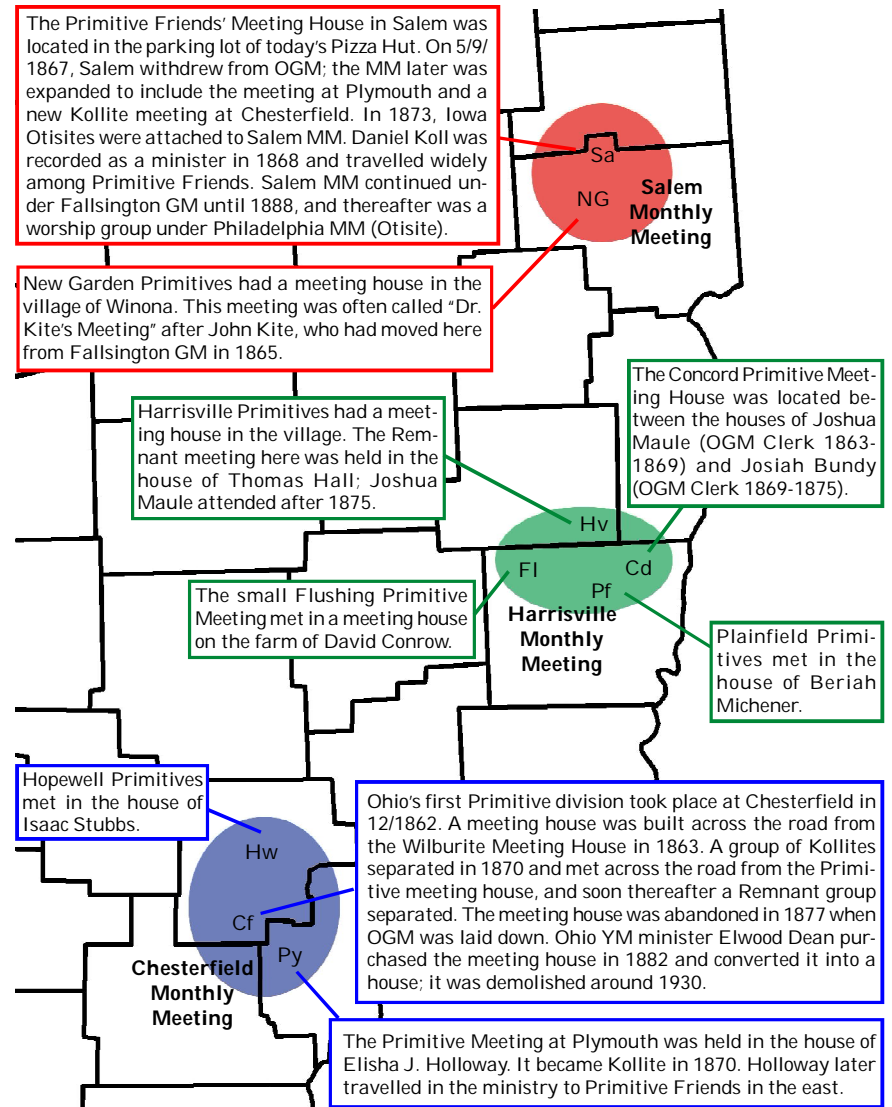 The Primitive Friends' Meeting House in Salem was
located in the parking lot of today's Pizza Hut. On 5/9/
1867, Salem withdrew from OGM; the MM later was
expanded to include the meeting at Plymouth and a
new Kollite meeting at Chesterfield. In 1873, Iowa
Otisites were attached to Salem MM. Daniel Koll was
recorded as a minister in 1868 and travelled widely
among Primitive Friends. Salem MM continued un-
der Fallsington GM until 1888, and thereafter was a
worship group under Philadelphia MM (Otisite).
Sa
NG
Salem
Monthly
Meeting
New Garden Primitives had a meeting house in the
village of Winona. This meeting was often called "Dr.
Kite's Meeting" after John Kite, who had moved here
from Fallsington GM in 1865.
Harrisville Primitives had a meet-
ing house in the village. The Rem-
nant meeting here was held in the
house of Thomas Hall; Joshua
Maule attended after 1875.
The Concord Primitive Meet-
ing House was located be-
tween the houses of Joshua
Maule (OGM Clerk 1863-
1869) and Josiah Bundy
(OGM Clerk 1869-1875).
Hv
Fl
Cd
Pf
Harrisville
Monthly
Meeting
The small Flushing Primitive
Meeting met in a meeting house
on the farm of David Conrow.
Plainfield Primi-
tives met in the
house of Beriah
Michener.
Hopewell Primitives
met in the house of
Isaac Stubbs.
Hw
Cf
Py
Chesterfield
Monthly
Meeting
Ohio's first Primitive division took place at Chesterfield in
12/1862. A meeting house was built across the road from
the Wilburite Meeting House in 1863. A group of Kollites
separated in 1870 and met across the road from the Primi-
tive meeting house, and soon thereafter a Remnant group
separated. The meeting house was abandoned in 1877 when
OGM was laid down. Ohio YM minister Elwood Dean pur-
chased the meeting house in 1882 and converted it into a
house; it was demolished around 1930.
The Primitive Meeting at Plymouth was held in the house of
Elisha J. Holloway. It became Kollite in 1870. Holloway later
travelled in the ministry to Primitive Friends in the east.